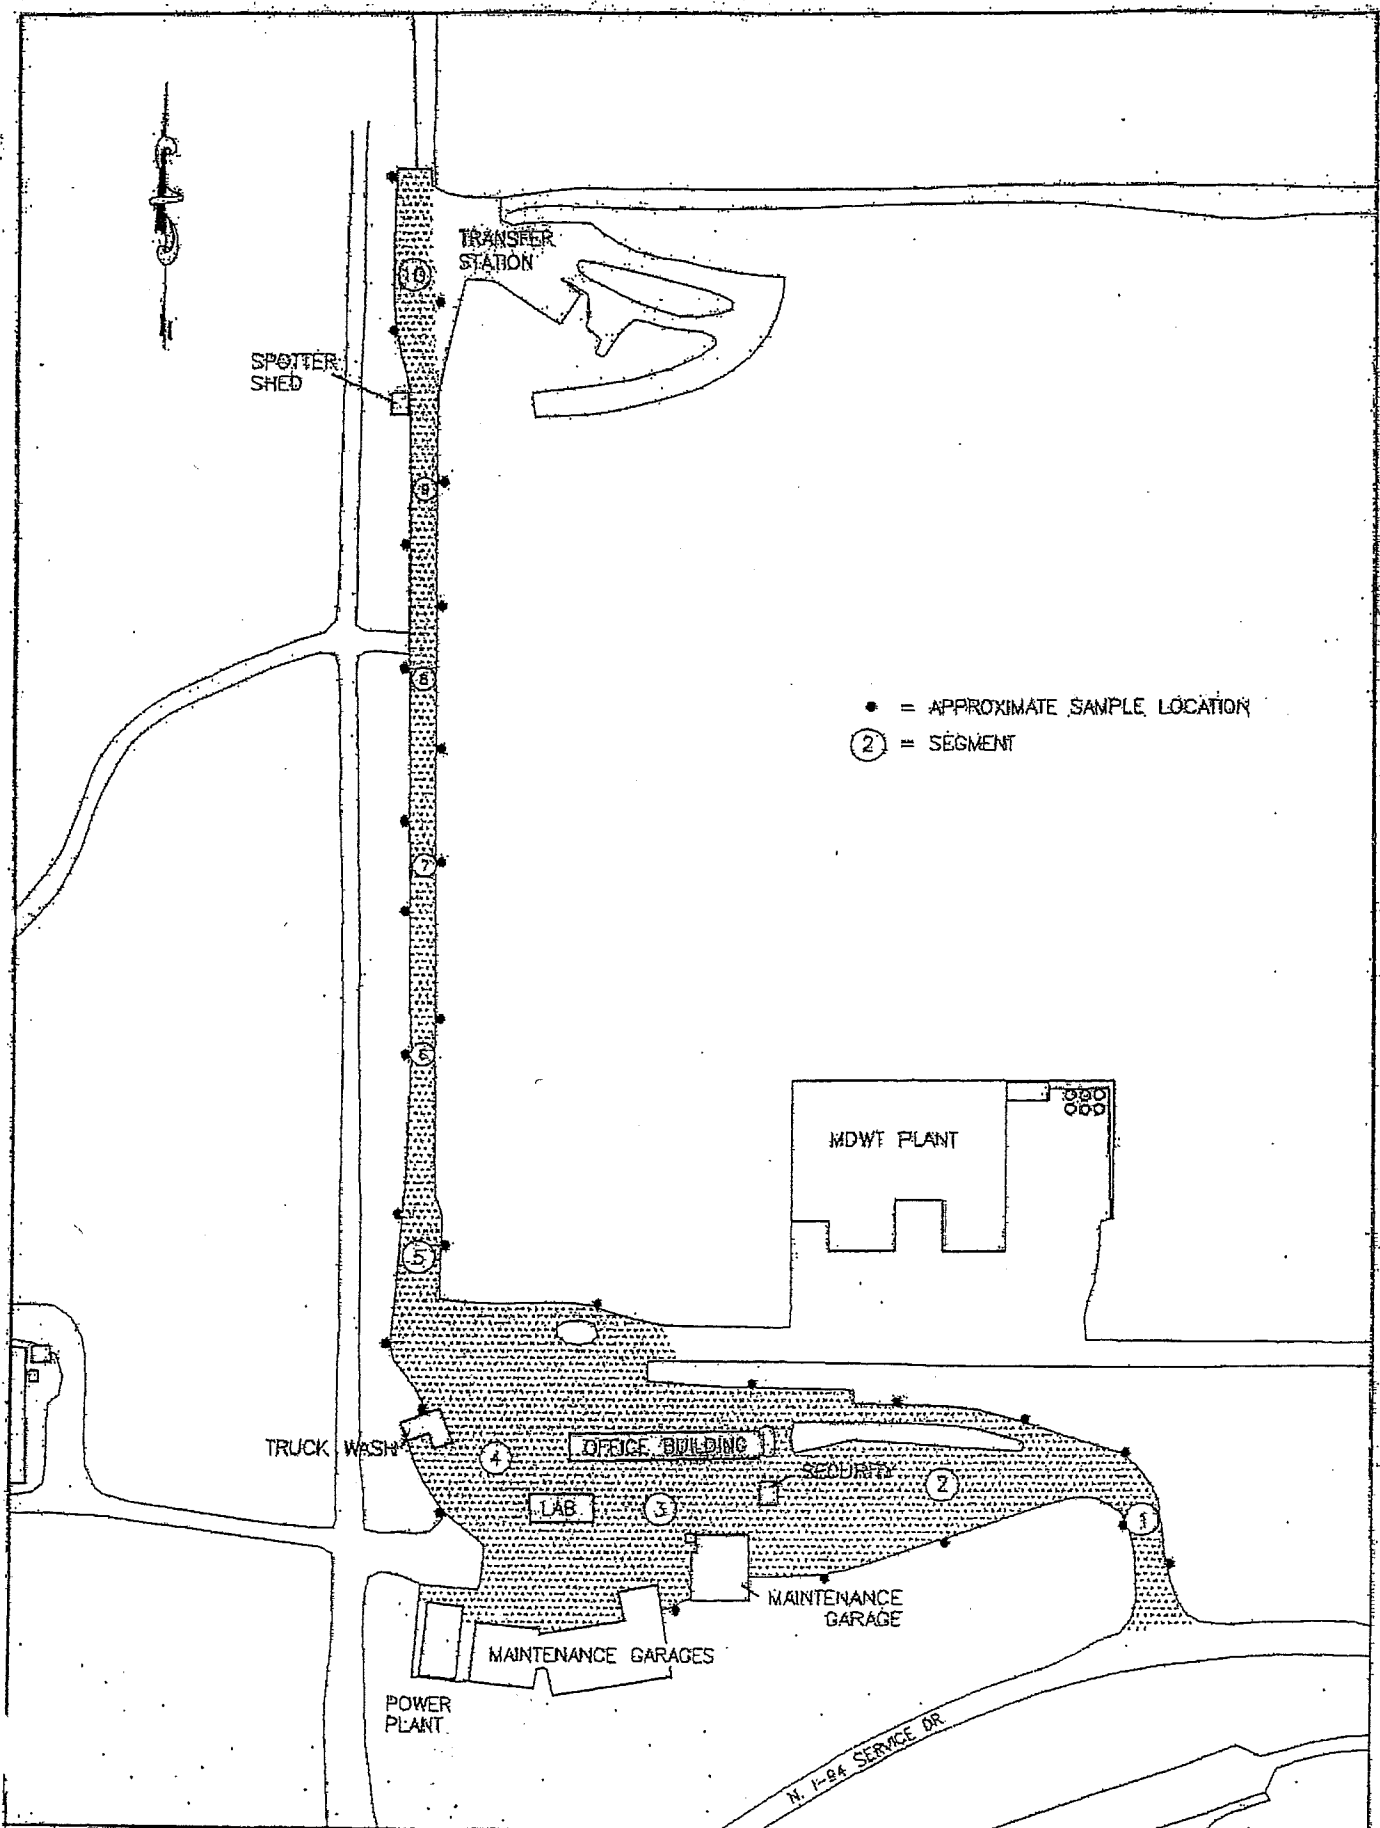 TRANSFER
STATION
10
SPOTTER
SHED
9
8
● = APPROXIMATE SAMPLE LOCATION
② = SEGMENT
7
6
MDWT PLANT
5
TRUCK WASH
4
OFFICE BUILDING
SECURITY
2
LAB
3
1
MAINTENANCE
GARAGE
MAINTENANCE GARAGES
POWER
PLANT
N. I-94 SERVICE DR.